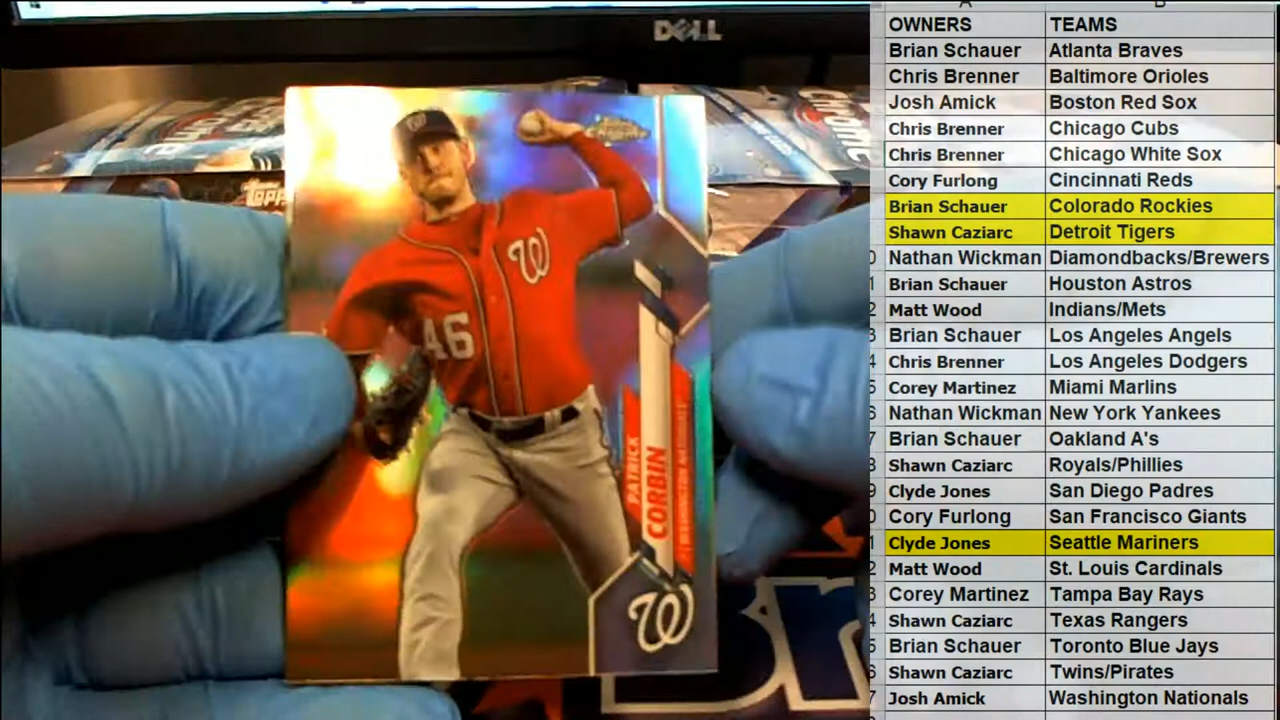 DELL
CHROME
TOPPS
W
46
PATRICK
CORBIN
WASHINGTON NATIONALS
W
A B
OWNERS TEAMS
Brian Schauer Atlanta Braves
Chris Brenner Baltimore Orioles
Josh Amick Boston Red Sox
Chris Brenner Chicago Cubs
Chris Brenner Chicago White Sox
Cory Furlong Cincinnati Reds
Brian Schauer Colorado Rockies
Shawn Caziarc Detroit Tigers
Nathan Wickman Diamondbacks/Brewers
Brian Schauer Houston Astros
Matt Wood Indians/Mets
Brian Schauer Los Angeles Angels
Chris Brenner Los Angeles Dodgers
Corey Martinez Miami Marlins
Nathan Wickman New York Yankees
Brian Schauer Oakland A's
Shawn Caziarc Royals/Phillies
Clyde Jones San Diego Padres
Cory Furlong San Francisco Giants
Clyde Jones Seattle Mariners
Matt Wood St. Louis Cardinals
Corey Martinez Tampa Bay Rays
Shawn Caziarc Texas Rangers
Brian Schauer Toronto Blue Jays
Shawn Caziarc Twins/Pirates
Josh Amick Washington Nationals